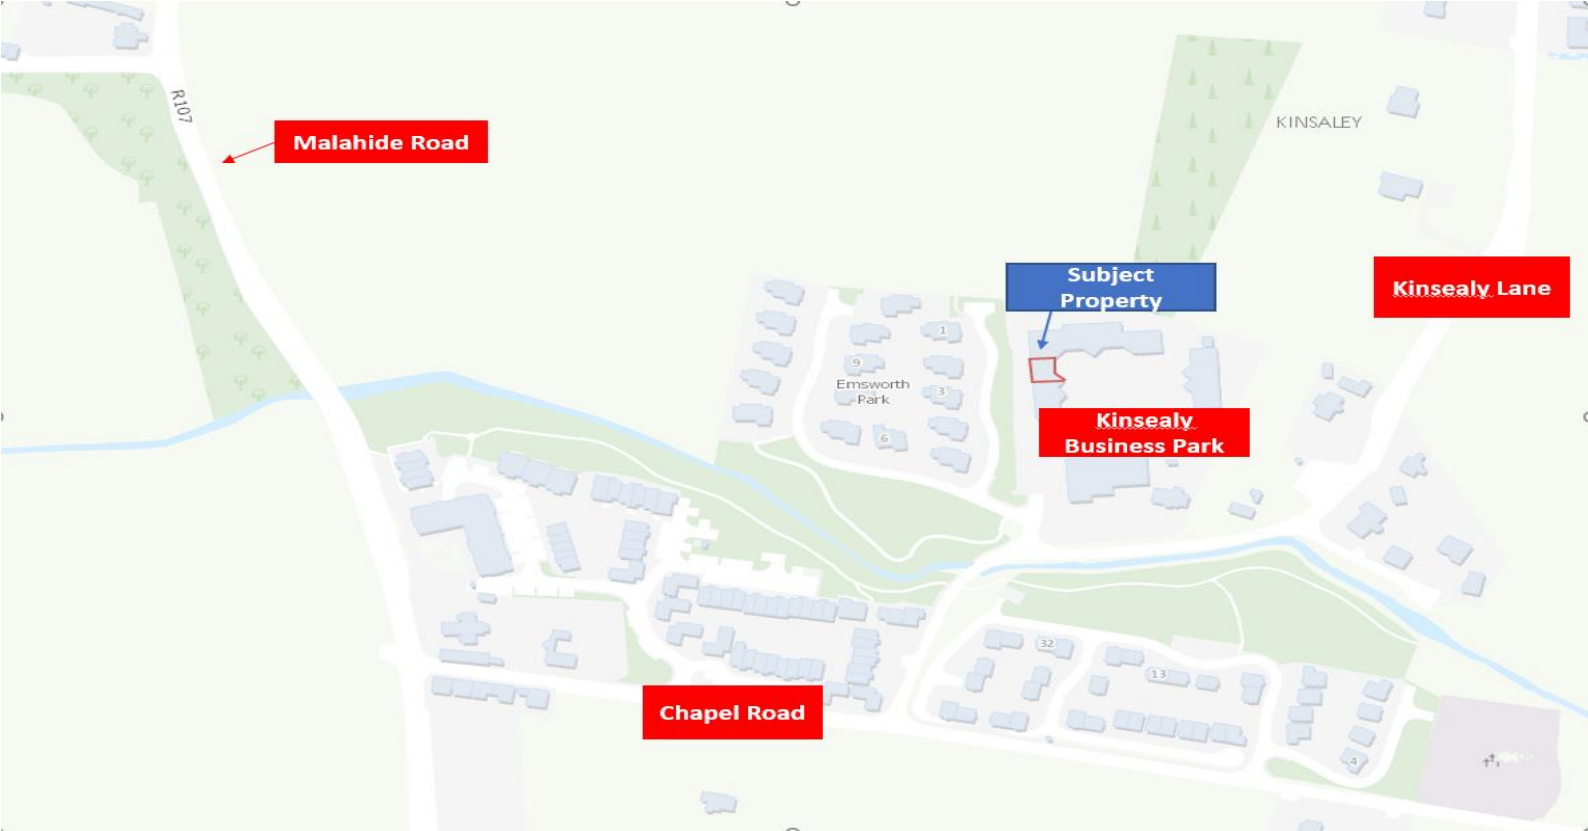 R107
Malahide Road
KINSALEY
Subject
Property
Kinsealy Lane
1
9
Emsworth
Park
3
6
Kinsealy
Business Park
32
13
Chapel Road
4